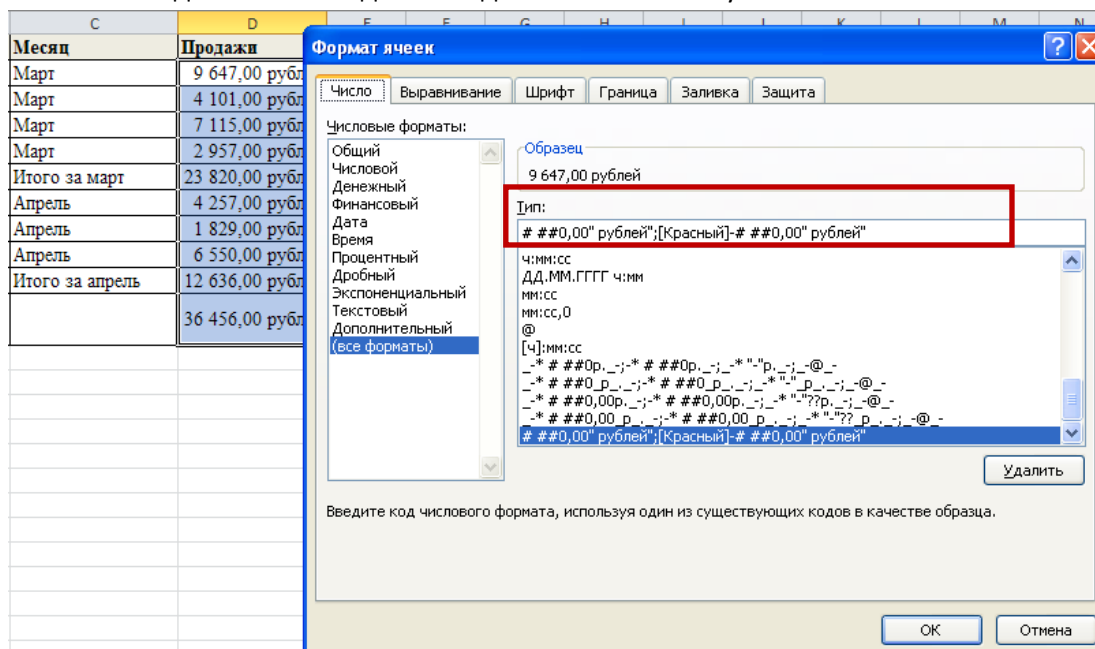 C D E F G H I J K L M N
Месяц Продажи
Март 9 647,00 рубл
Март 4 101,00 рубл
Март 7 115,00 рубл
Март 2 957,00 рубл
Итого за март 23 820,00 рубл
Апрель 4 257,00 рубл
Апрель 1 829,00 рубл
Апрель 6 550,00 рубл
Итого за апрель 12 636,00 рубл
36 456,00 рубл
Формат ячеек
Число Выравнивание Шрифт Граница Заливка Защита
Числовые форматы:
Общий
Числовой
Денежный
Финансовый
Дата
Время
Процентный
Дробный
Экспоненциальный
Текстовый
Дополнительный
(все форматы)
Образец
9 647,00 рублей
Тип:
# ##0,00" рублей";[Красный]-# ##0,00" рублей"
ч:мм:сс
ДД.ММ.ГГГГ ч:мм
мм:сс
мм:сс,0
@
[ч]:мм:сс
_-* # ##0р._-;-* # ##0р._-;_-* "-"р._-;_-@_-
_-* # ##0_р_._-;-* # ##0_р_._-;_-* "-"_р_._-;_-@_-
_-* # ##0,00р._-;-* # ##0,00р._-;_-* "-"??р._-;_-@_-
_-* # ##0,00_р_._-;-* # ##0,00_р_._-;_-* "-"??_р_._-;_-@_-
# ##0,00" рублей";[Красный]-# ##0,00" рублей"
Удалить
Введите код числового формата, используя один из существующих кодов в качестве образца.
ОК Отмена